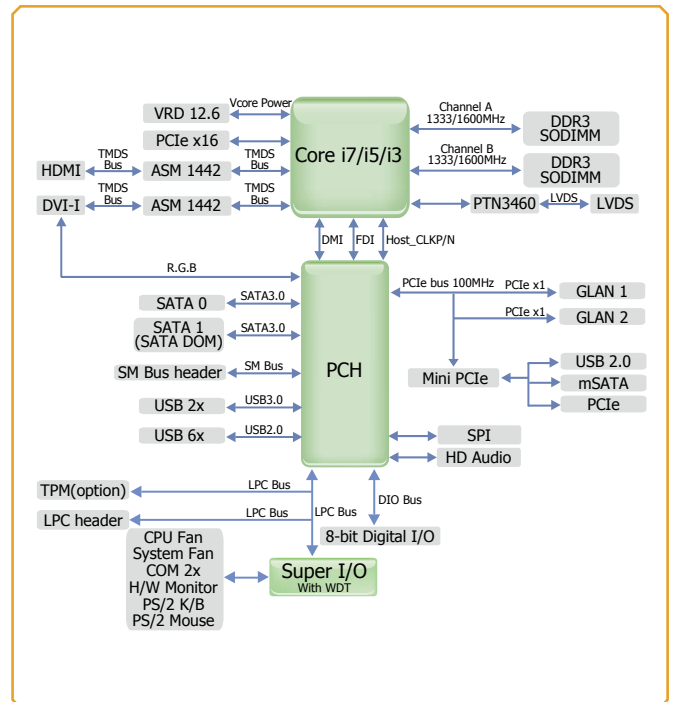 VRD 12.6
Vcore Power
PCIe x16
HDMI
TMDS
Bus
ASM 1442
TMDS
Bus
DVI-I
TMDS
Bus
ASM 1442
TMDS
Bus
Core i7/i5/i3
Channel A
1333/1600MHz
DDR3
SODIMM
Channel B
1333/1600MHz
DDR3
SODIMM
PTN3460
LVDS
LVDS
DMI
FDI
Host_CLKP/N
R.G.B
SATA 0
SATA3.0
SATA 1
(SATA DOM)
SATA3.0
SM Bus header
SM Bus
USB 2x
USB3.0
USB 6x
USB2.0
PCH
PCIe bus 100MHz
PCIe x1
GLAN 1
PCIe x1
GLAN 2
Mini PCIe
USB 2.0
mSATA
PCIe
SPI
HD Audio
TPM(option)
LPC Bus
LPC header
LPC Bus
LPC Bus
DIO Bus
8-bit Digital I/O
CPU Fan
System Fan
COM 2x
H/W Monitor
PS/2 K/B
PS/2 Mouse
Super I/O
With WDT